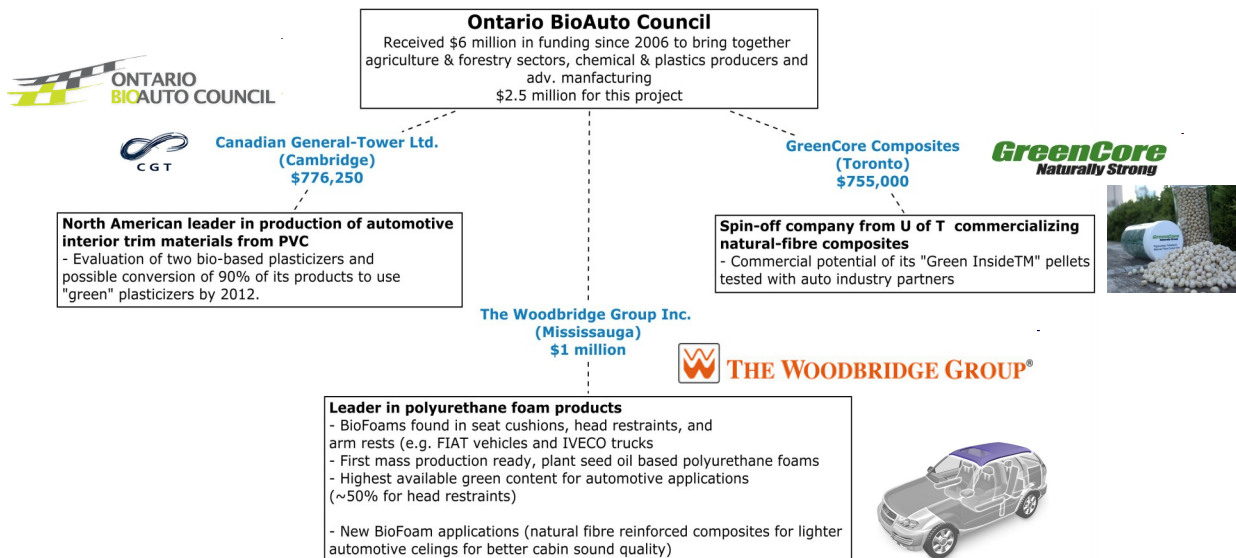 Ontario BioAuto Council
Received $6 million in funding since 2006 to bring together
agriculture & forestry sectors, chemical & plastics producers and
adv. manfacturing
$2.5 million for this project
ONTARIO
BIOAUTO COUNCIL
CGT
Canadian General-Tower Ltd.
(Cambridge)
$776,250
GreenCore Composites
(Toronto)
$755,000
GreenCore
Naturally Strong
North American leader in production of automotive
interior trim materials from PVC
- Evaluation of two bio-based plasticizers and
possible conversion of 90% of its products to use
"green" plasticizers by 2012.
Spin-off company from U of T commercializing
natural-fibre composites
- Commercial potential of its "Green InsideTM" pellets
tested with auto industry partners
GreenCore
The Woodbridge Group Inc.
(Mississauga)
$1 million
THE WOODBRIDGE GROUP®
Leader in polyurethane foam products
- BioFoams found in seat cushions, head restraints, and
arm rests (e.g. FIAT vehicles and IVECO trucks
- First mass production ready, plant seed oil based polyurethane foams
- Highest available green content for automotive applications
(~50% for head restraints)
- New BioFoam applications (natural fibre reinforced composites for lighter
automotive celings for better cabin sound quality)